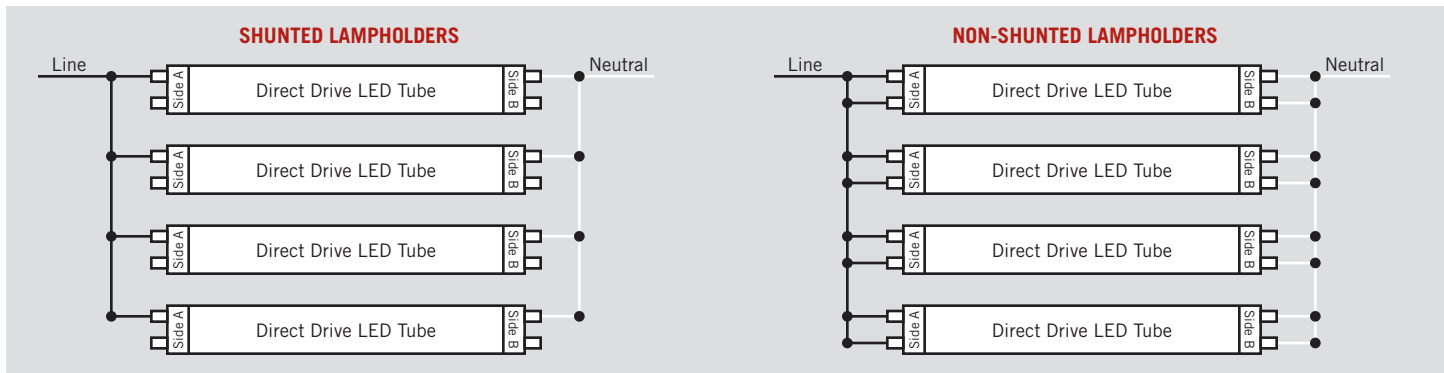 SHUNTED LAMPHOLDERS
Line
Neutral
Side A
Direct Drive LED Tube
Side B
Side A
Direct Drive LED Tube
Side B
Side A
Direct Drive LED Tube
Side B
Side A
Direct Drive LED Tube
Side B
NON-SHUNTED LAMPHOLDERS
Line
Neutral
Side A
Direct Drive LED Tube
Side B
Side A
Direct Drive LED Tube
Side B
Side A
Direct Drive LED Tube
Side B
Side A
Direct Drive LED Tube
Side B